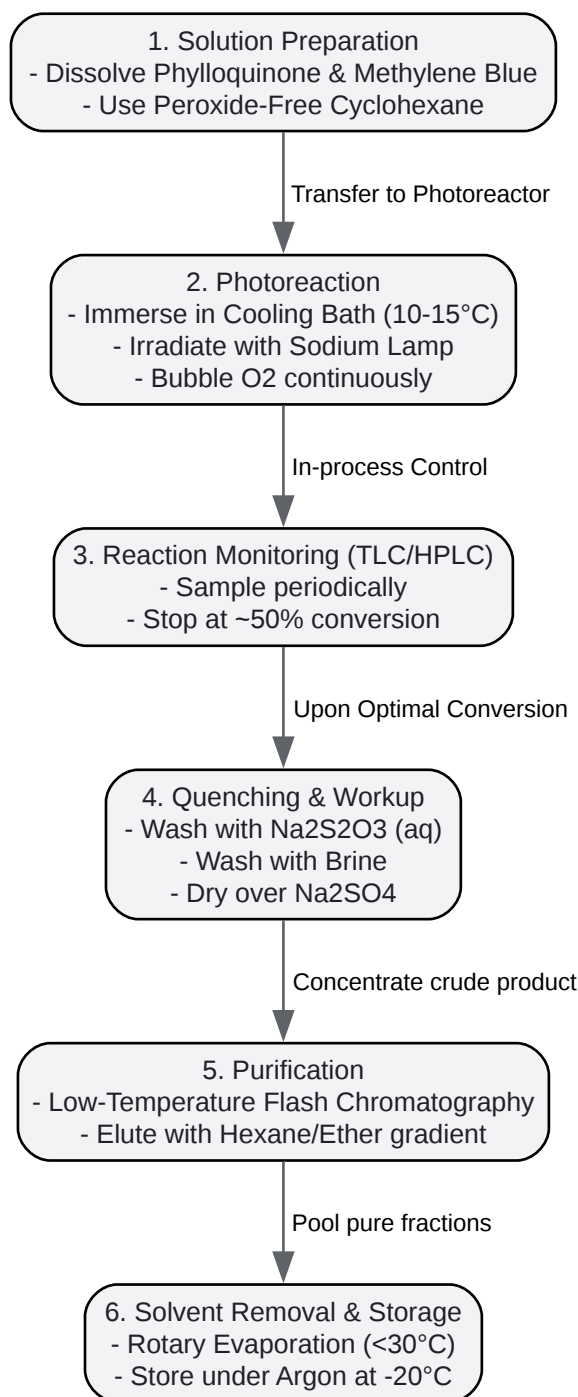 1. Solution Preparation
- Dissolve Phylloquinone & Methylene Blue
- Use Peroxide-Free Cyclohexane
Transfer to Photoreactor
2. Photoreaction
- Immerse in Cooling Bath (10-15°C)
- Irradiate with Sodium Lamp
- Bubble O2 continuously
In-process Control
3. Reaction Monitoring (TLC/HPLC)
- Sample periodically
- Stop at ~50% conversion
Upon Optimal Conversion
4. Quenching & Workup
- Wash with Na2S2O3 (aq)
- Wash with Brine
- Dry over Na2SO4
Concentrate crude product
5. Purification
- Low-Temperature Flash Chromatography
- Elute with Hexane/Ether gradient
Pool pure fractions
6. Solvent Removal & Storage
- Rotary Evaporation (<30°C)
- Store under Argon at -20°C